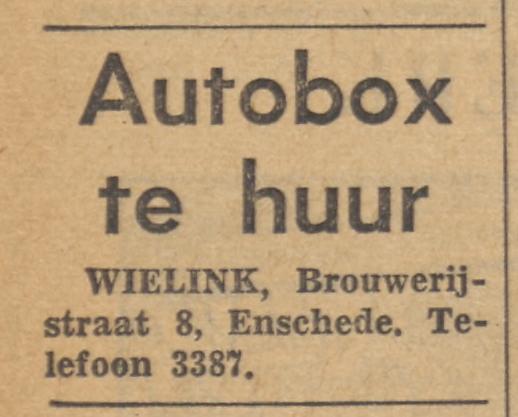 Autobox
te huur
WIELINK, Brouwerij-
straat 8, Enschede. Te-
lefoon 3387.